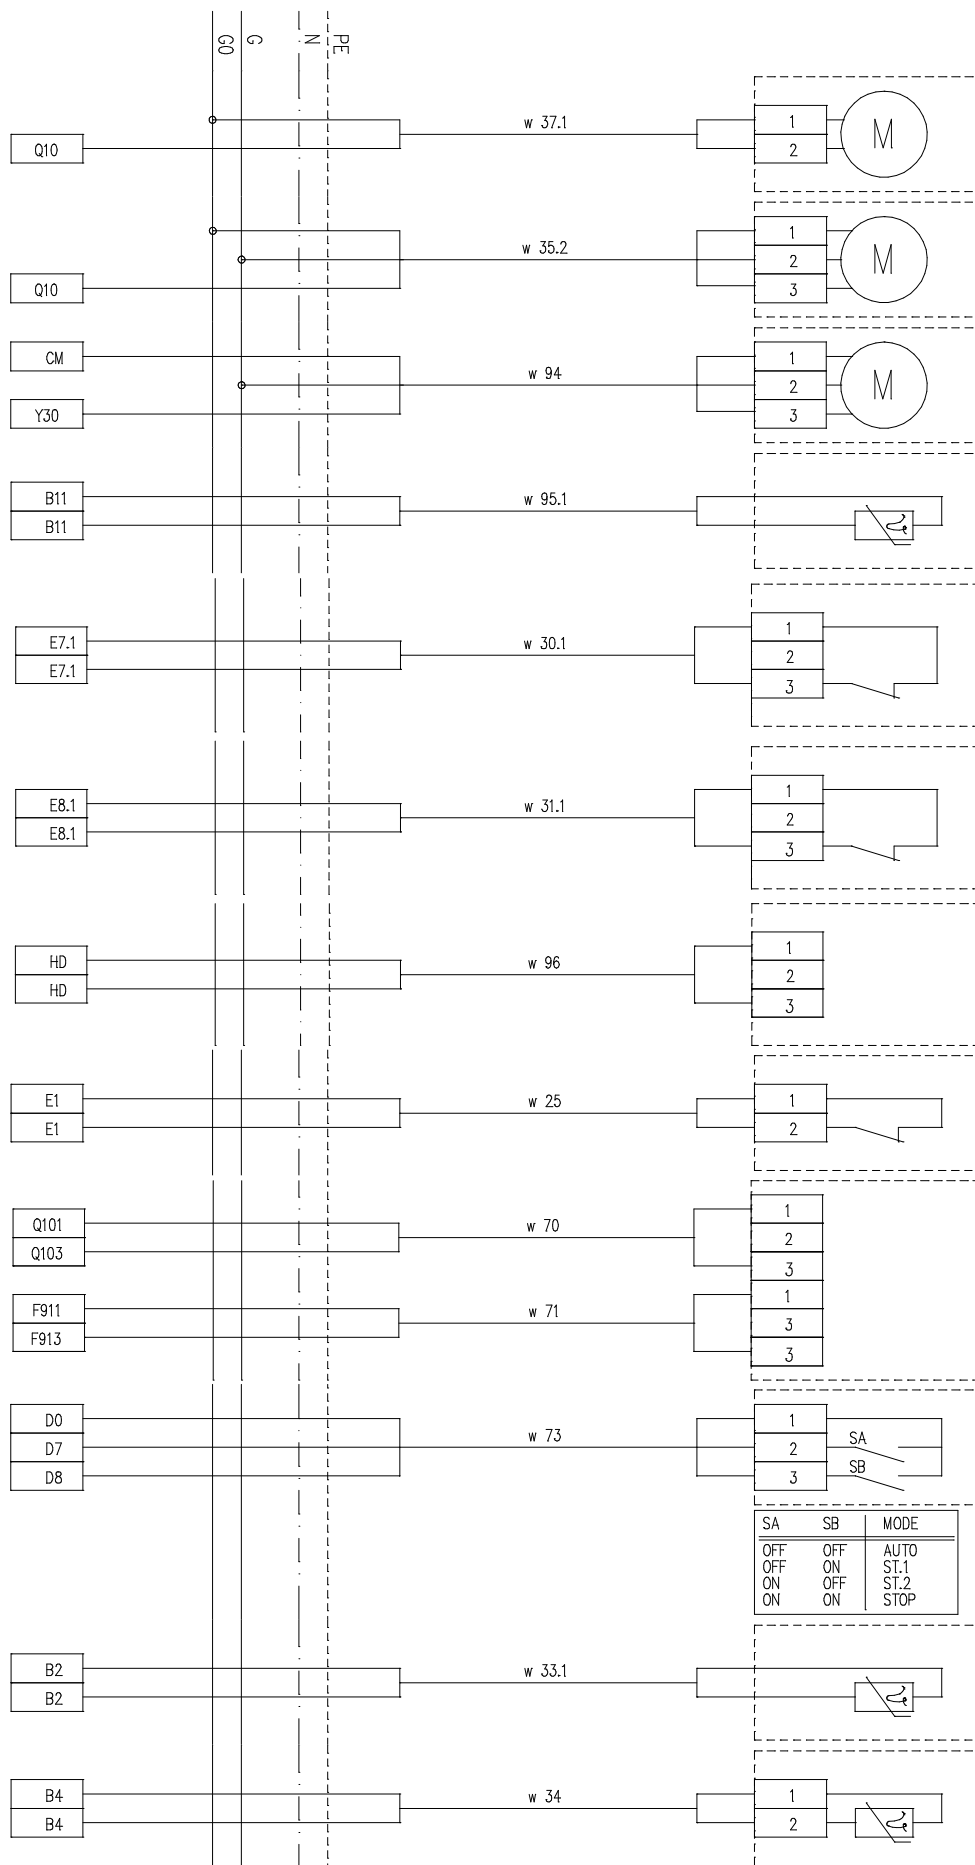 G0 G N PE
w 37.1
1
M
Q10
2
w 35.2
1
2
M
Q10
3
CM
1
w 94
2
M
Y30
3
B11
w 95.1
B11
1
E7.1
w 30.1
2
E7.1
3
1
E8.1
w 31.1
2
E8.1
3
1
HD
w 96
2
HD
3
E1
w 25
1
E1
2
1
Q101
w 70
2
Q103
3
1
F911
w 71
3
F913
3
D0
1
D7
w 73
2
SA
D8
3
SB
SA SB MODE
OFF OFF AUTO
OFF ON ST.1
ON OFF ST.2
ON ON STOP
B2
w 33.1
B2
B4
w 34
1
B4
2